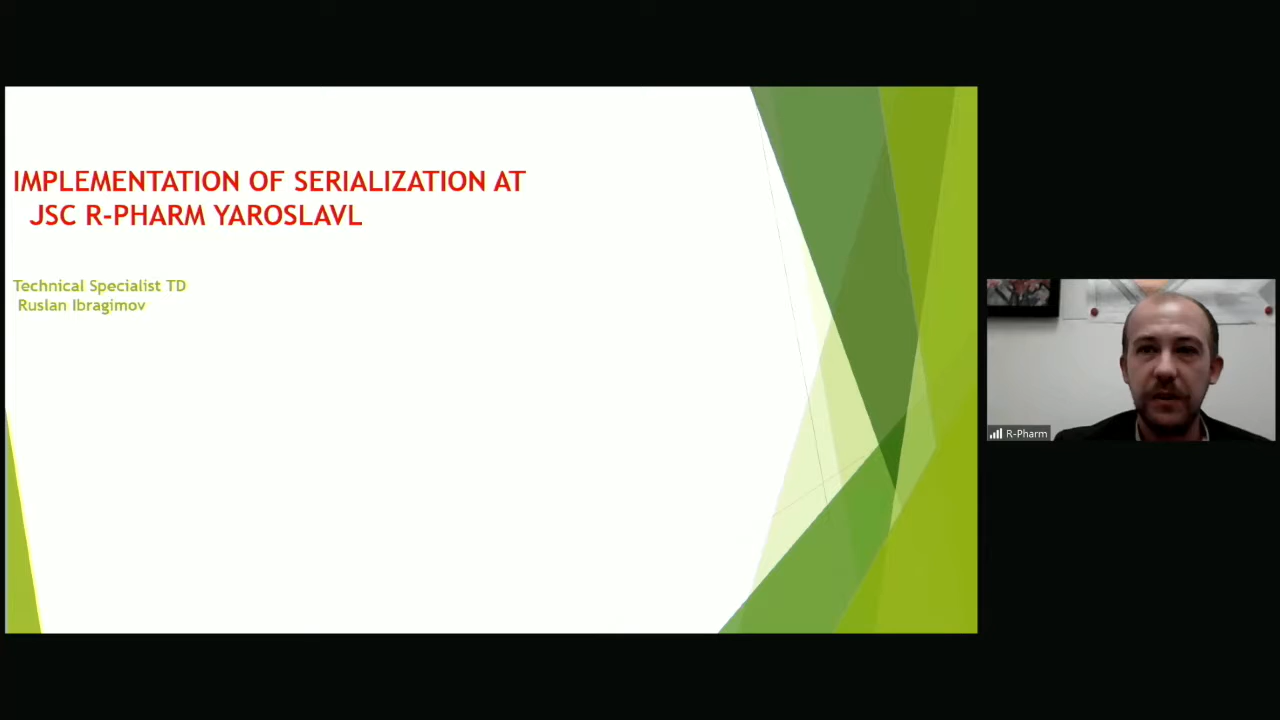 IMPLEMENTATION OF SERIALIZATION AT
JSC R-PHARM YAROSLAVL
Technical Specialist TD
Ruslan Ibragimov
R-Pharm